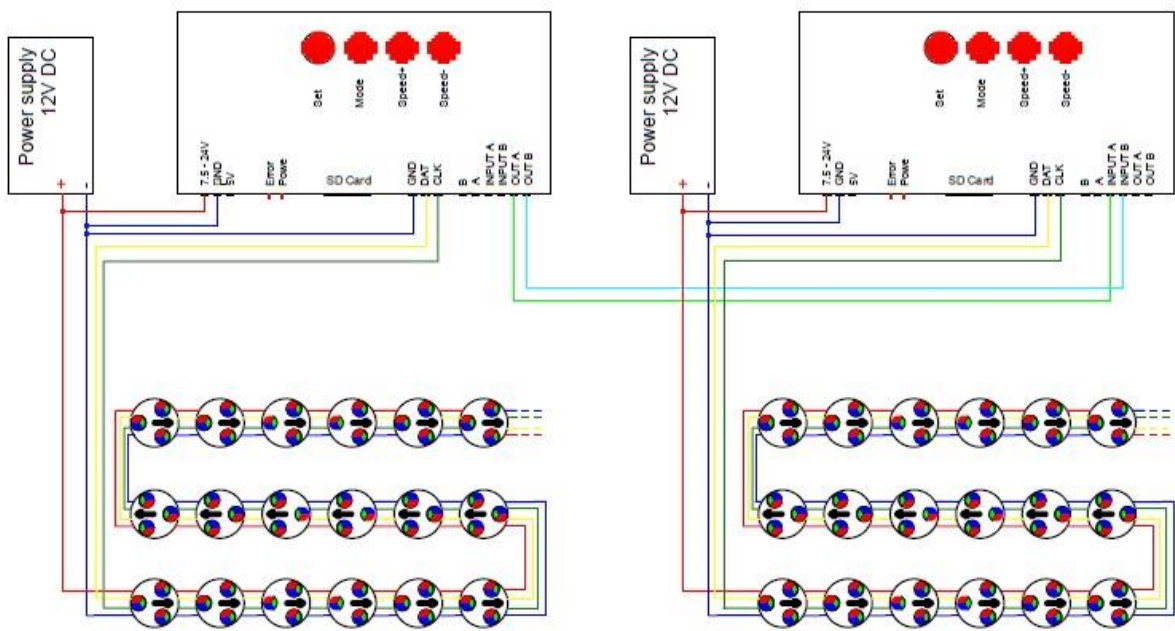 Power supply
12V DC
+
-
Set
Mode
Speed+
Speed-
7.5 - 24V
GND
5V
Error
Powe
SD Card
GND
DAT
CLK
B
A
INPUT A
INPUT B
OUT A
OUT B
Power supply
12V DC
+
-
Set
Mode
Speed+
Speed-
7.5 - 24V
GND
5V
Error
Powe
SD Card
GND
DAT
CLK
B
A
INPUT A
INPUT B
OUT A
OUT B